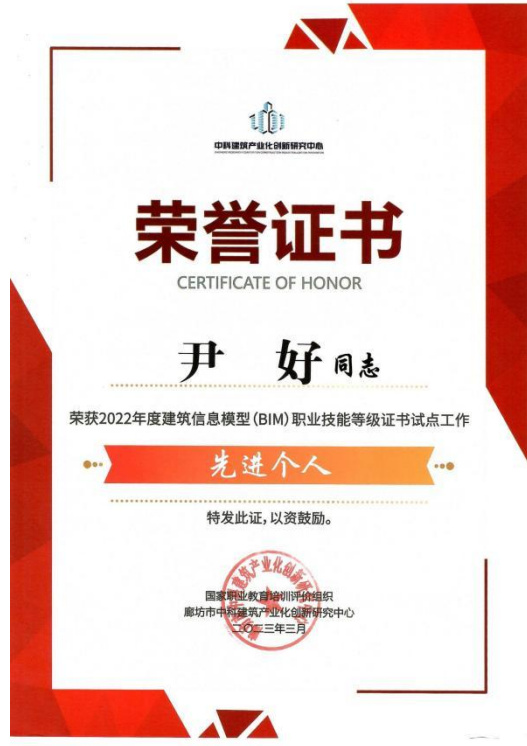 中科建筑产业化创新研究中心
荣誉证书
CERTIFICATE OF HONOR
尹 好 同志
荣获2022年度建筑信息模型(BIM)职业技能等级证书试点工作
先进个人
特发此证,以资鼓励。
国家职业教育培训评价组织
廊坊市中科建筑产业化创新研究中心
二〇二三年三月